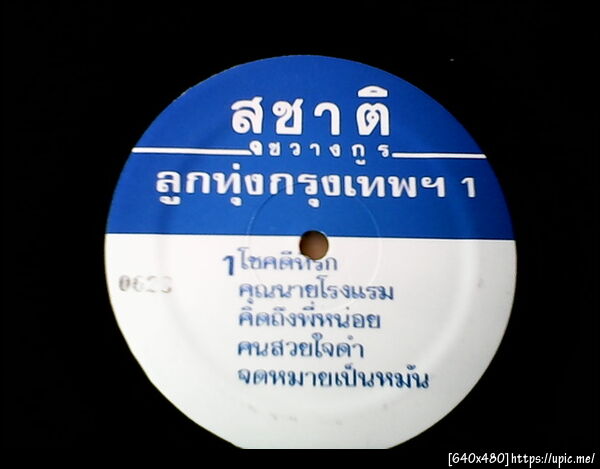 สชาติ
ชวางกูร
ลูกทุ่งกรุงเทพฯ 1
1
โชคดีที่รัก
คุณนายโรงแรม
คิดถึงพี่หน่อย
คนสวยใจดำ
จดหมายเป็นหมัน
0623
[640x480]https://upic.me/